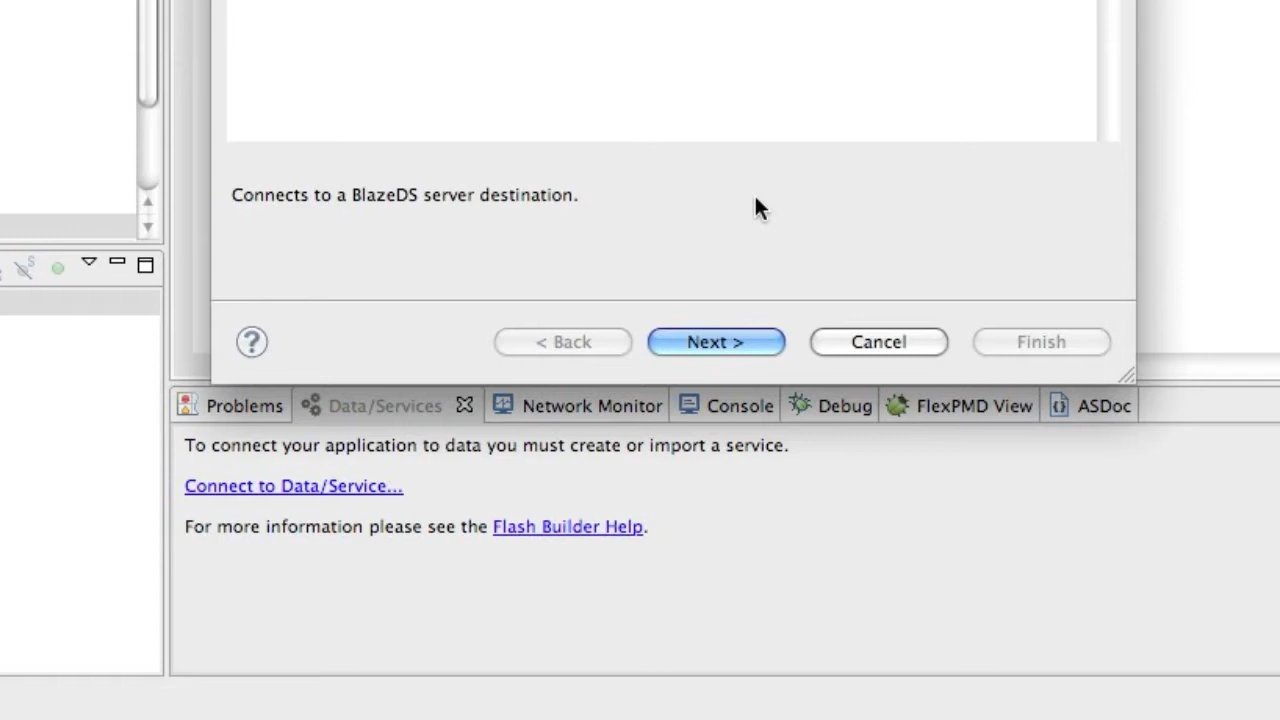 Connects to a BlazeDS server destination.
? < Back Next > Cancel Finish
Problems Data/Services Network Monitor Console Debug FlexPMD View ASDoc
To connect your application to data you must create or import a service.
Connect to Data/Service...
For more information please see the Flash Builder Help.